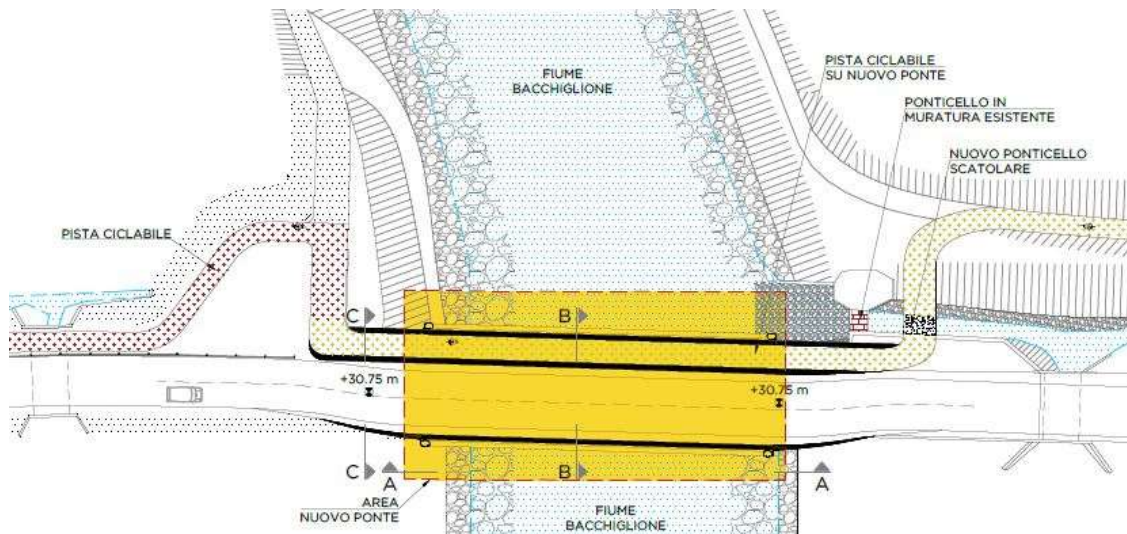 FIUME
BACCHIGLIONE
PISTA CICLABILE
SU NUOVO PONTE
PONTICELLO IN
MURATURA ESISTENTE
NUOVO PONTICELLO
SCATOLARE
PISTA CICLABILE
C
B
+30.75 m
+30.75 m
C
A
B
A
AREA
NUOVO PONTE
FIUME
BACCHIGLIONE